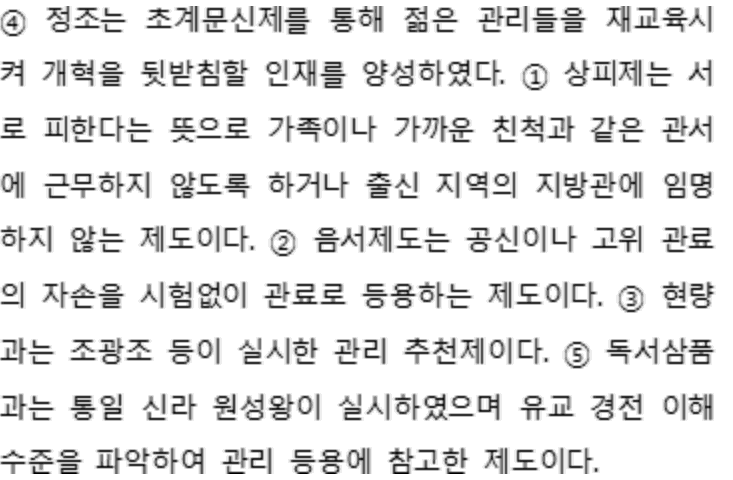 ④ 정조는 초계문신제를 통해 젊은 관리들을 재교육시
켜 개혁을 뒷받침할 인재를 양성하였다. ① 상피제는 서
로 피한다는 뜻으로 가족이나 가까운 친척과 같은 관서
에 근무하지 않도록 하거나 출신 지역의 지방관에 임명
하지 않는 제도이다. ② 음서제도는 공신이나 고위 관료
의 자손을 시험없이 관료로 등용하는 제도이다. ③ 현량
과는 조광조 등이 실시한 관리 추천제이다. ⑤ 독서삼품
과는 통일 신라 원성왕이 실시하였으며 유교 경전 이해
수준을 파악하여 관리 등용에 참고한 제도이다.